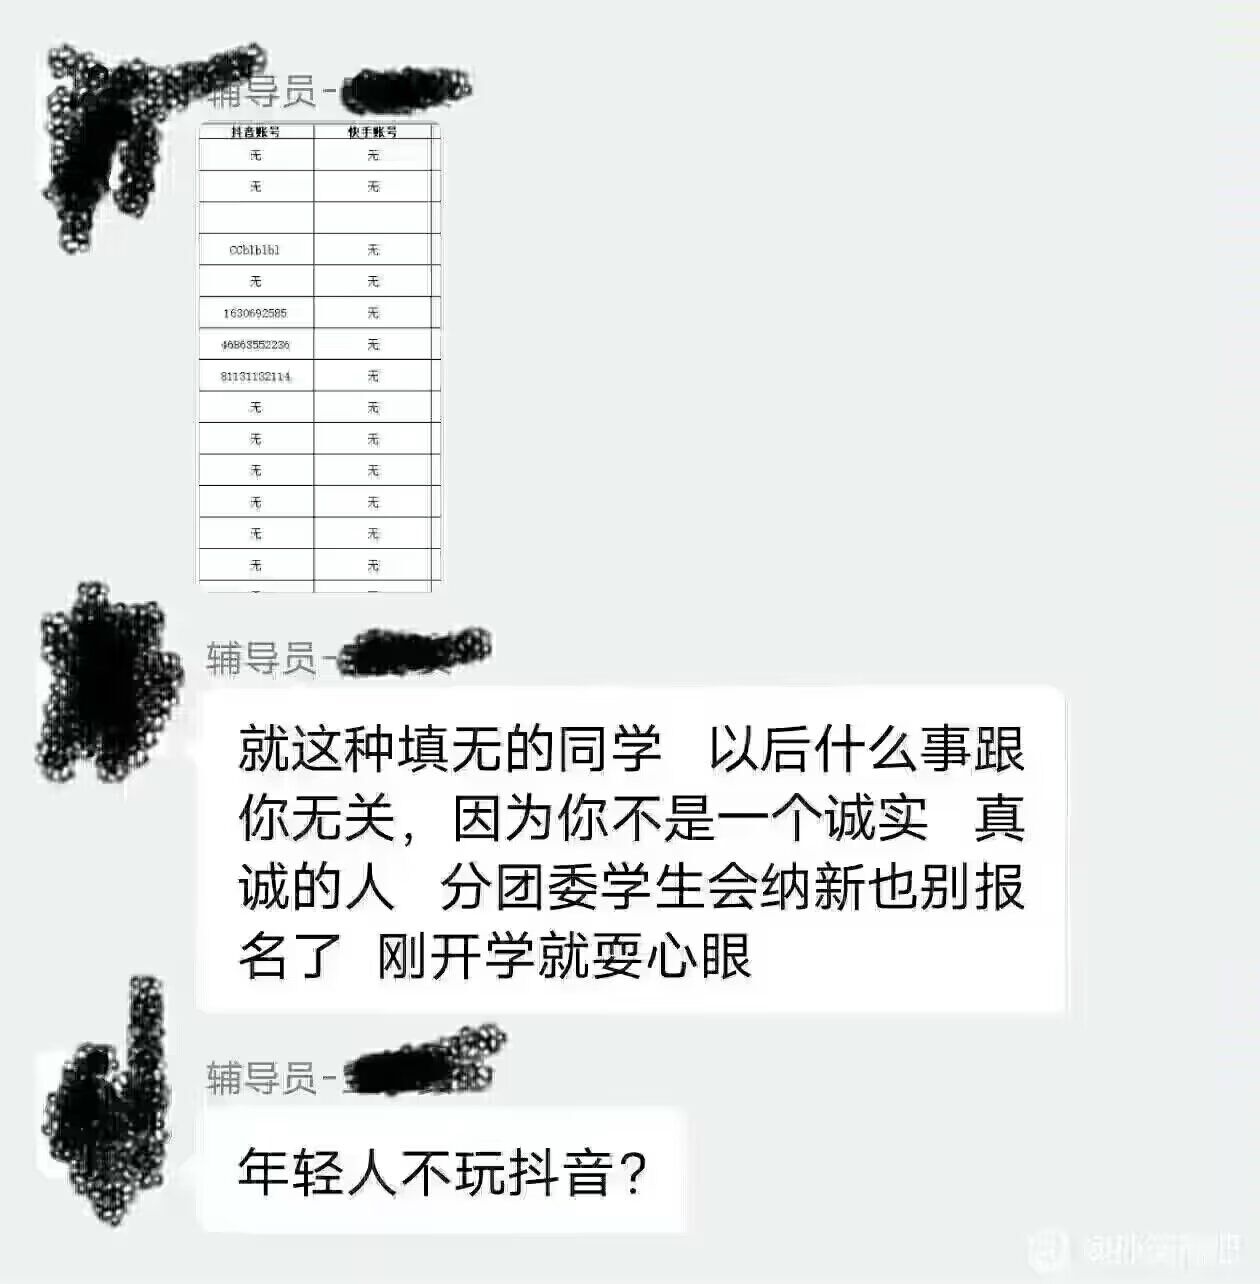 辅导员-
抖音账号 快手账号
无 无
无 无
CCblblbl 无
无 无
1630692585 无
46863552236 无
81131132114 无
无 无
无 无
无 无
无 无
无 无
无 无
辅导员-
就这种填无的同学 以后什么事跟
你无关，因为你不是一个诚实 真
诚的人 分团委学生会纳新也别报
名了 刚开学就耍心眼
辅导员-
年轻人不玩抖音？